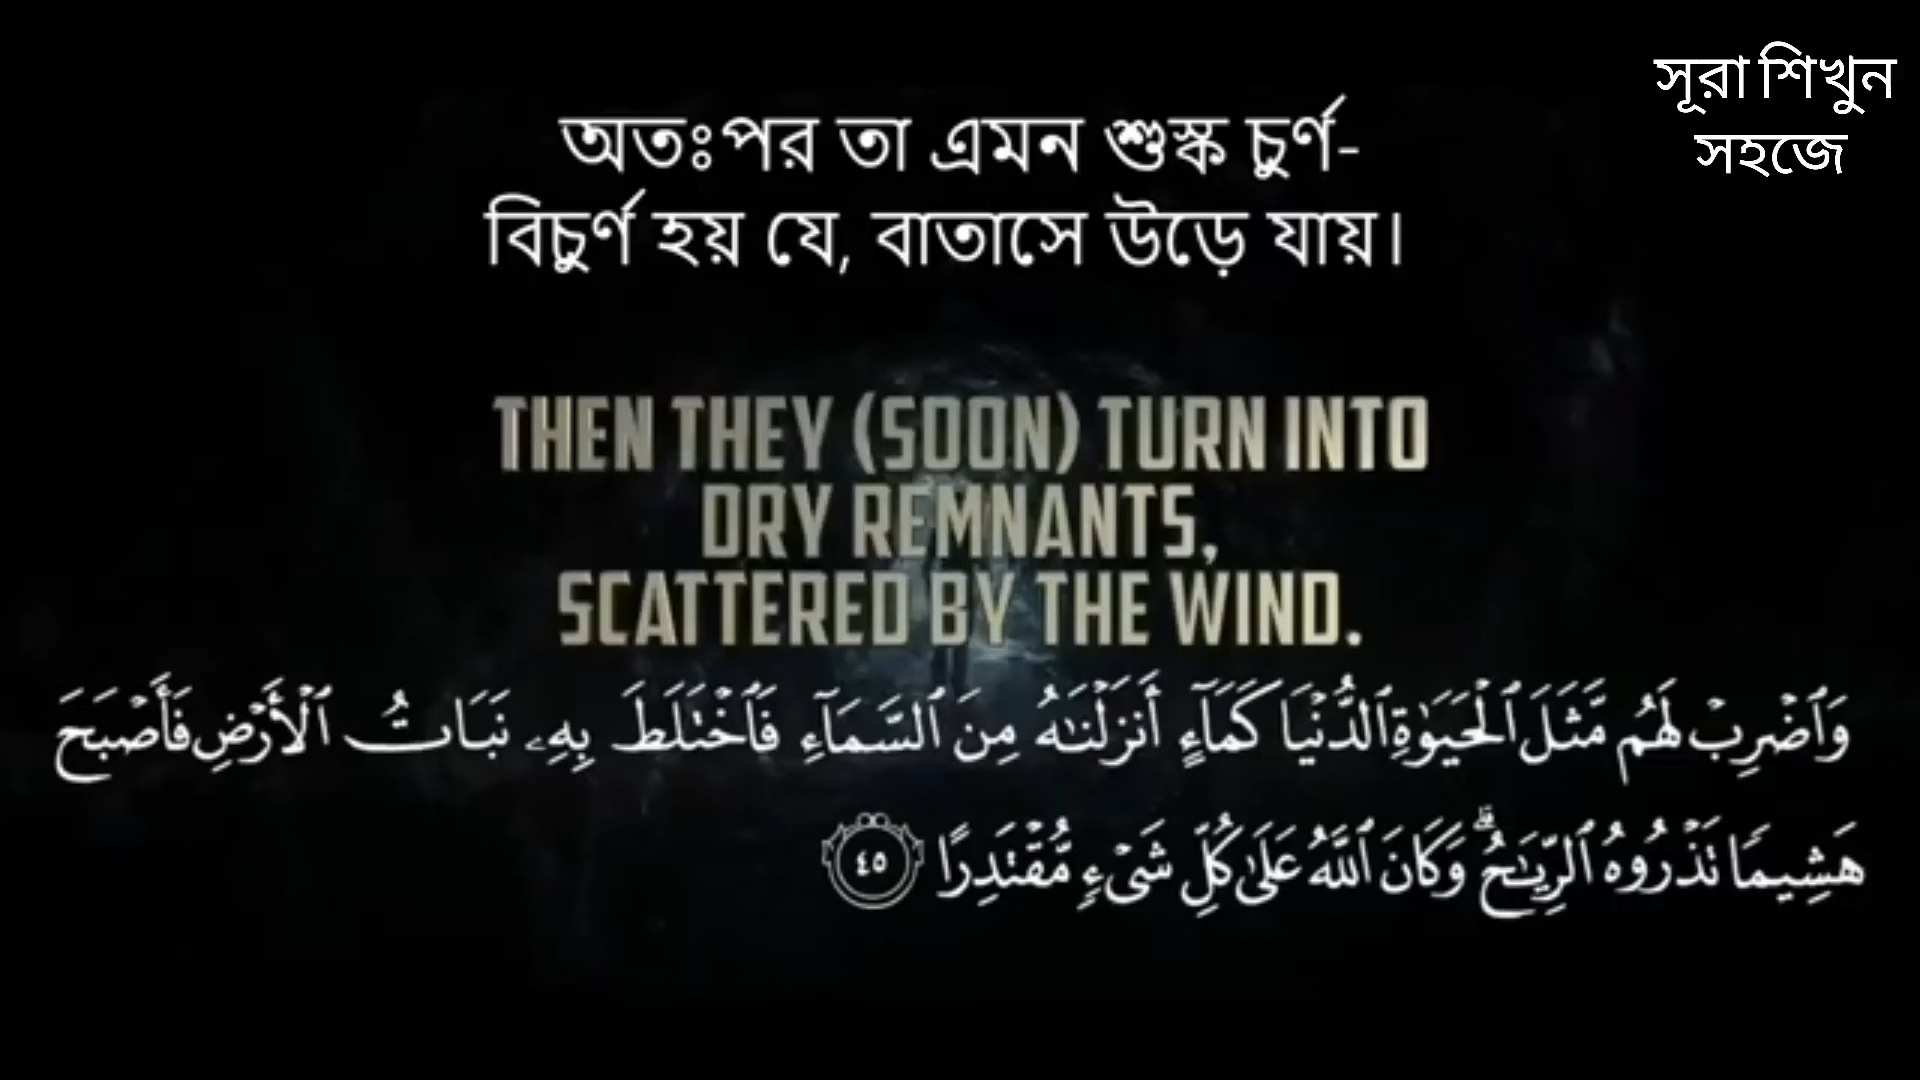 সূরা শিখুন
সহজে
অতঃপর তা এমন শুস্ক চুর্ণ-
বিচুর্ণ হয় যে, বাতাসে উড়ে যায়।
THEN THEY (SOON) TURN INTO
DRY REMNANTS,
SCATTERED BY THE WIND.
وَٱضْرِبْ لَهُم مَّثَلَ ٱلْحَيَوٰةِ ٱلدُّنْيَا كَمَآءٍ أَنزَلْنَـٰهُ مِنَ ٱلسَّمَآءِ فَٱخْتَلَطَ بِهِۦ نَبَاتُ ٱلْأَرْضِ فَأَصْبَحَ
هَشِيمًا تَذْرُوهُ ٱلرِّيَـٰحُ ۗ وَكَانَ ٱللَّهُ عَلَىٰ كُلِّ شَىْءٍ مُّقْتَدِرًا ٤٥